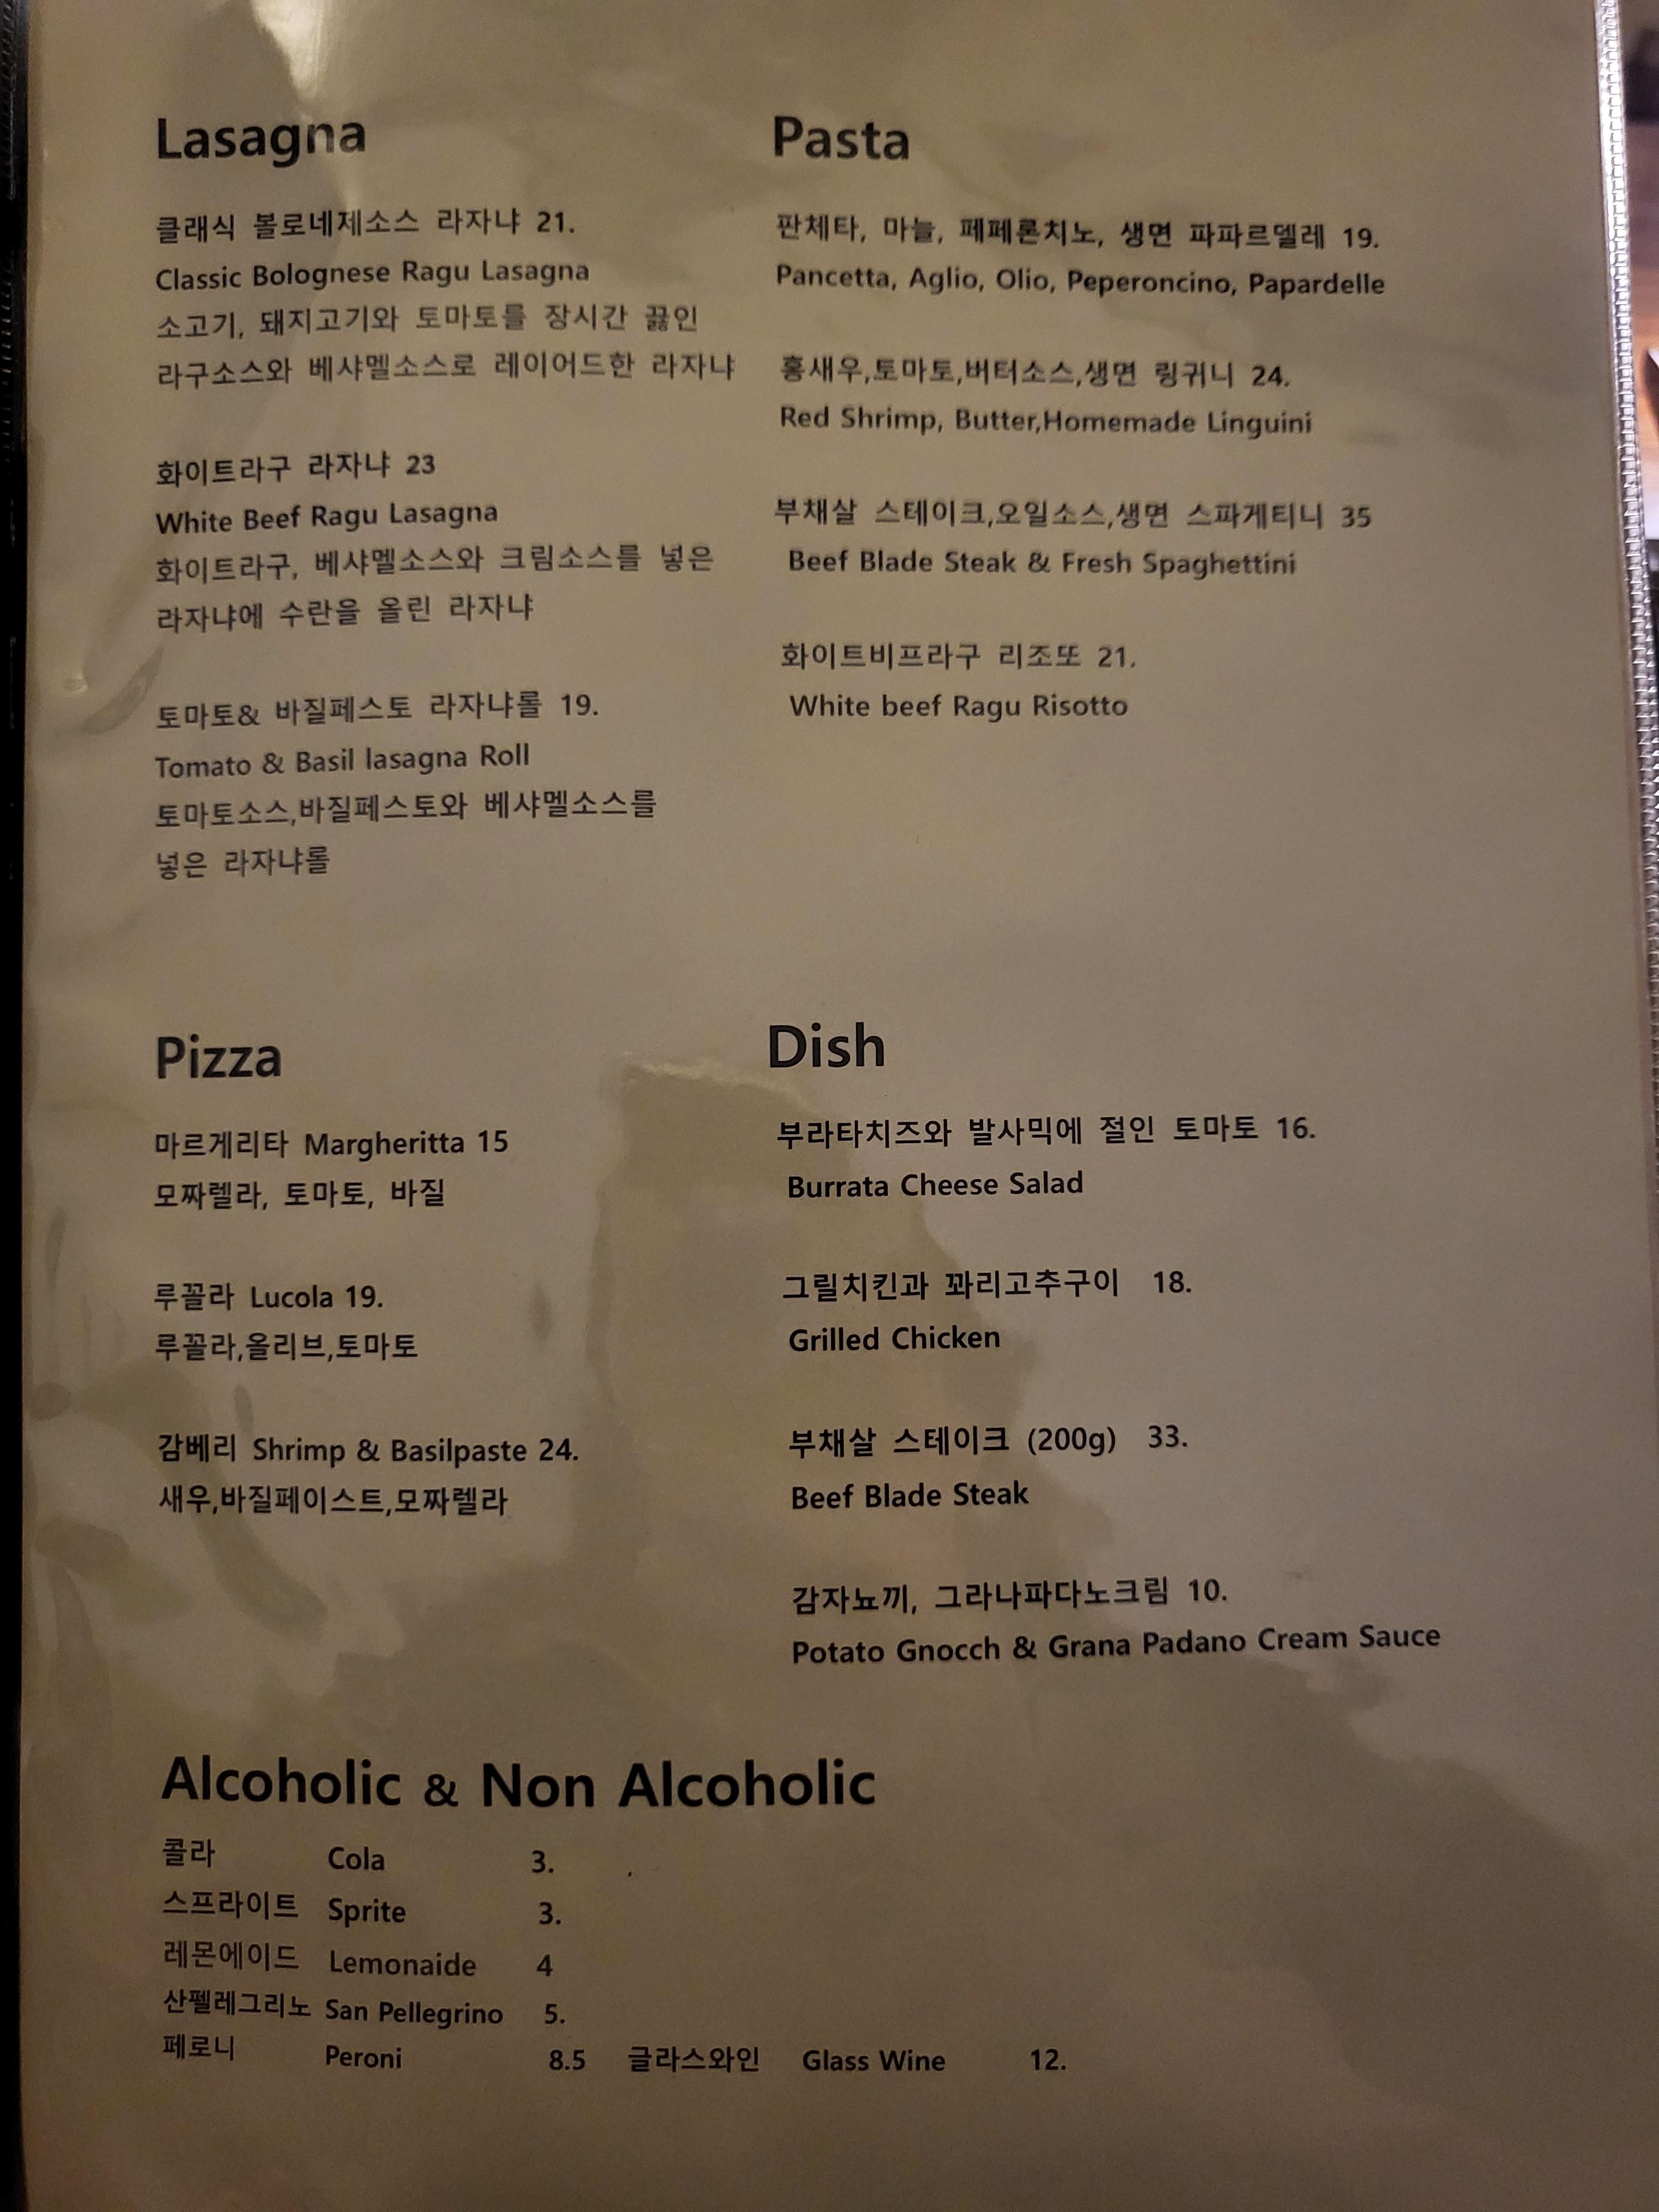 Lasagna
클래식 볼로네제소스 라자냐 21.
Classic Bolognese Ragu Lasagna
소고기, 돼지고기와 토마토를 장시간 끓인
라구소스와 베샤멜소스로 레이어드한 라자냐
화이트라구 라자냐 23
White Beef Ragu Lasagna
화이트라구, 베샤멜소스와 크림소스를 넣은
라자냐에 수란을 올린 라자냐
토마토& 바질페스토 라자냐롤 19.
Tomato & Basil lasagna Roll
토마토소스,바질페스토와 베샤멜소스를
넣은 라자냐롤
Pasta
판체타, 마늘, 페페론치노, 생면 파파르델레 19.
Pancetta, Aglio, Olio, Peperoncino, Papardelle
홍새우,토마토,버터소스,생면 링귀니 24.
Red Shrimp, Butter,Homemade Linguini
부채살 스테이크,오일소스,생면 스파게티니 35
Beef Blade Steak & Fresh Spaghettini
화이트비프라구 리조또 21.
White beef Ragu Risotto
Pizza
마르게리타 Margheritta 15
모짜렐라, 토마토, 바질
루꼴라 Lucola 19.
루꼴라,올리브,토마토
감베리 Shrimp & Basilpaste 24.
새우,바질페이스트,모짜렐라
Dish
부라타치즈와 발사믹에 절인 토마토 16.
Burrata Cheese Salad
그릴치킨과 꽈리고추구이 18.
Grilled Chicken
부채살 스테이크 (200g) 33.
Beef Blade Steak
감자뇨끼, 그라나파다노크림 10.
Potato Gnocch & Grana Padano Cream Sauce
Alcoholic & Non Alcoholic
콜라 Cola 3.
스프라이트 Sprite 3.
레몬에이드 Lemonaide 4
산펠레그리노 San Pellegrino 5.
페로니 Peroni 8.5 글라스와인 Glass Wine 12.